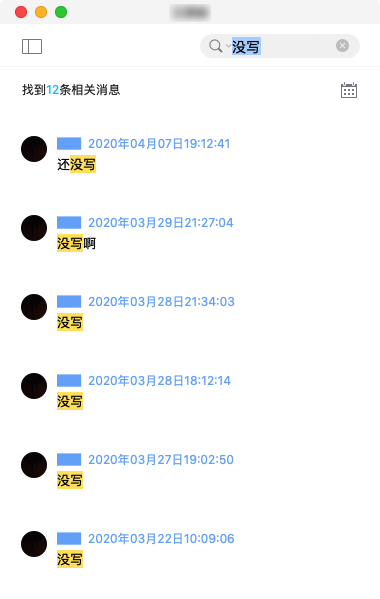 没写
找到12条相关消息
2020年04月07日19:12:41
还没写
2020年03月29日21:27:04
没写啊
2020年03月28日21:34:03
没写
2020年03月28日18:12:14
没写
2020年03月27日19:02:50
没写
2020年03月22日10:09:06
没写